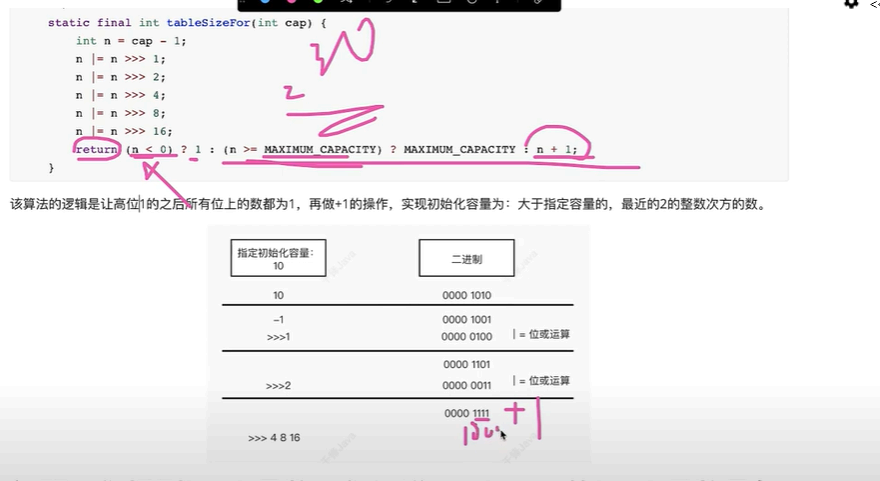 static final int tableSizeFor(int cap) {
int n = cap - 1;
n |= n >>> 1;
n |= n >>> 2;
n |= n >>> 4;
n |= n >>> 8;
n |= n >>> 16;
return (n < 0) ? 1 : (n >= MAXIMUM_CAPACITY) ? MAXIMUM_CAPACITY : n + 1;
}
2
该算法的逻辑是让高位1的之后所有位上的数都为1，再做+1的操作，实现初始化容量为：大于指定容量的，最近的2的整数次方的数。
指定初始化容量：
10
二进制
10 0000 1010
-1 0000 1001
>>>1 0000 0100 |= 位或运算
0000 1101
>>>2 0000 0011 |= 位或运算
0000 1111 +1
>>> 4 8 16